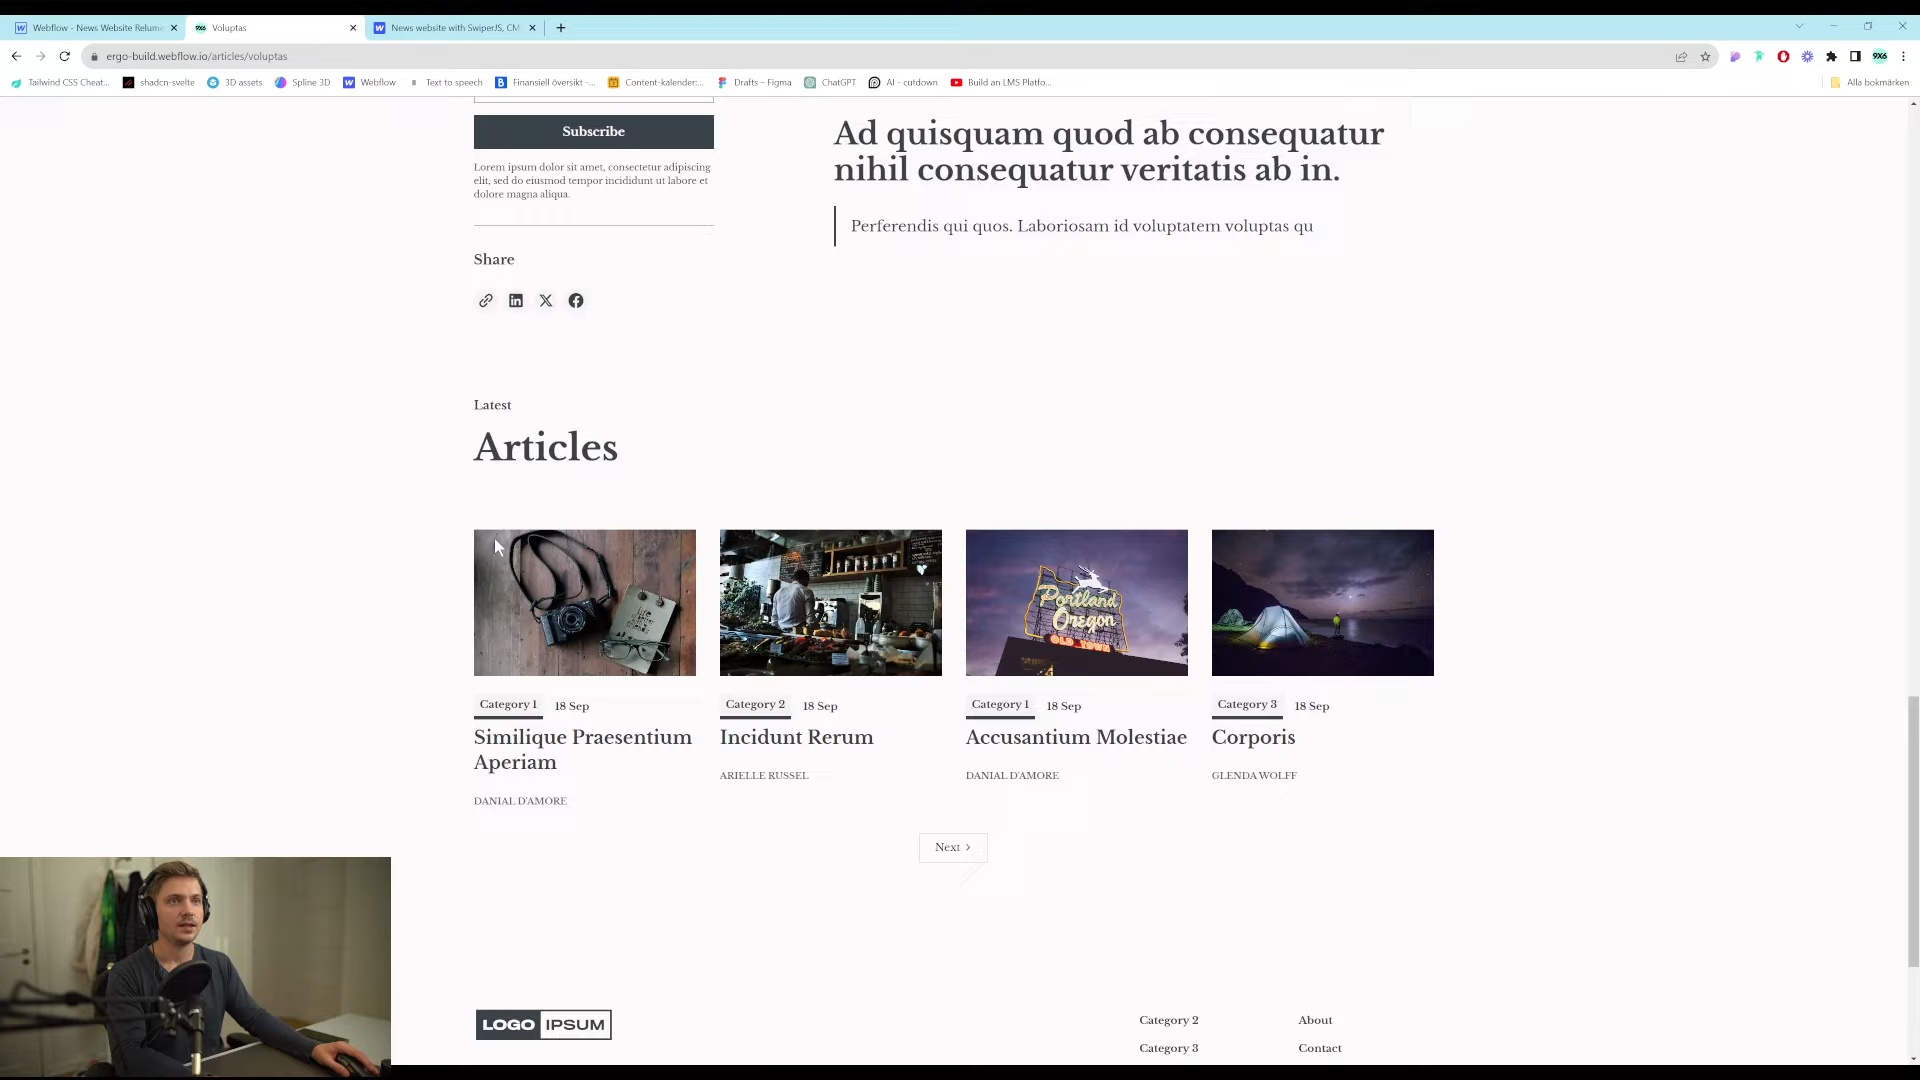 Webflow - News Website Relume
Voluptas
News website with SwiperJS, CM
ergo-build.webflow.io/articles/voluptas
Tailwind CSS Cheat...
shadcn-svelte
3D assets
Spline 3D
Webflow
Text to speech
Finansiell översikt -...
Content-kalender:...
Drafts – Figma
ChatGPT
AI - cutdown
Build an LMS Platfo...
Alla bokmärken
Subscribe
Lorem ipsum dolor sit amet, consectetur adipiscing
elit, sed do eiusmod tempor incididunt ut labore et
dolore magna aliqua.
Share
Ad quisquam quod ab consequatur
nihil consequatur veritatis ab in.
Perferendis qui quos. Laboriosam id voluptatem voluptas qu
Latest
Articles
Portland
Oregon
OLD TOWN
Category 1 18 Sep
Similique Praesentium
Aperiam
DANIAL D'AMORE
Category 2 18 Sep
Incidunt Rerum
ARIELLE RUSSEL
Category 1 18 Sep
Accusantium Molestiae
DANIAL D'AMORE
Category 3 18 Sep
Corporis
GLENDA WOLFF
Next
LOGO IPSUM
Category 2
Category 3
About
Contact